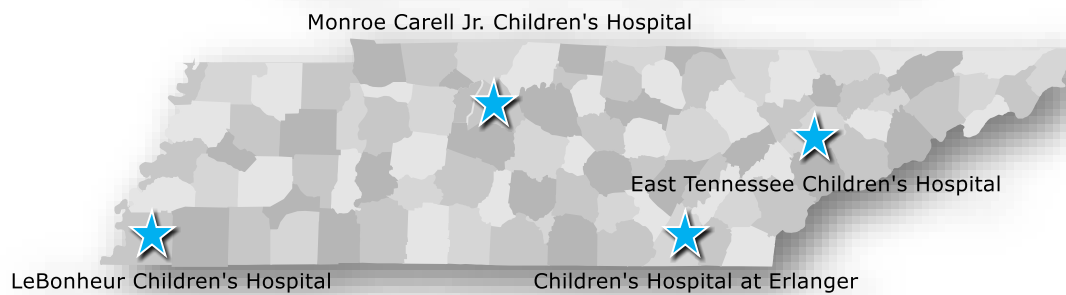 Monroe Carell Jr. Children's Hospital
East Tennessee Children's Hospital
LeBonheur Children's Hospital
Children's Hospital at Erlanger